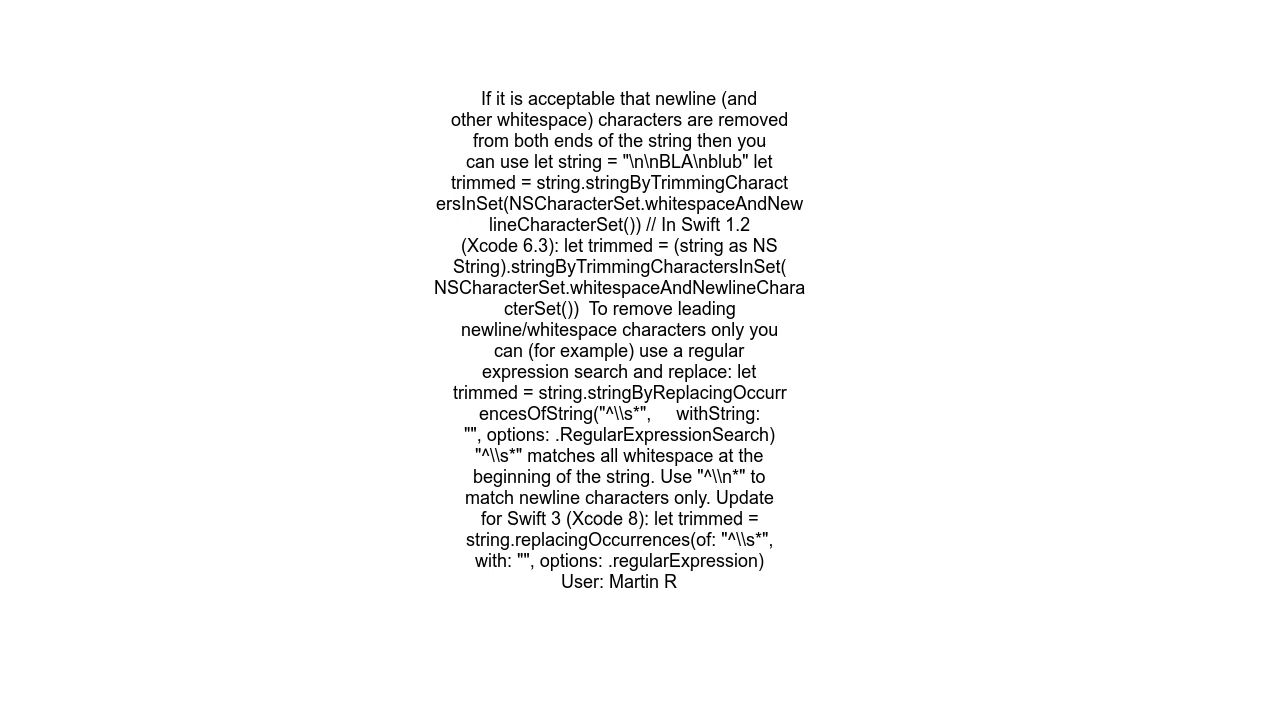 If it is acceptable that newline (and
other whitespace) characters are removed
from both ends of the string then you
can use let string = "\n\nBLA\nblub" let
trimmed = string.stringByTrimmingCharact
ersInSet(NSCharacterSet.whitespaceAndNew
lineCharacterSet()) // In Swift 1.2
(Xcode 6.3): let trimmed = (string as NS
String).stringByTrimmingCharactersInSet(
NSCharacterSet.whitespaceAndNewlineChara
cterSet())  To remove leading
newline/whitespace characters only you
can (for example) use a regular
expression search and replace: let
trimmed = string.stringByReplacingOccurr
encesOfString("^\\s*",     withString:
"", options: .RegularExpressionSearch)
"^\\s*" matches all whitespace at the
beginning of the string. Use "^\\n*" to
match newline characters only. Update
for Swift 3 (Xcode 8): let trimmed =
string.replacingOccurrences(of: "^\\s*",
with: "", options: .regularExpression)
User: Martin R